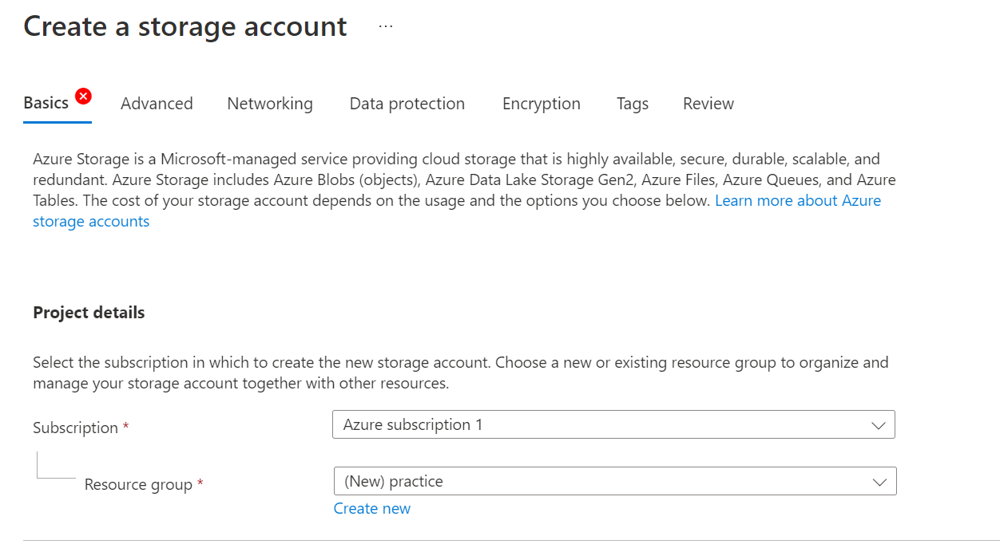 Create a storage account ...
Basics Advanced Networking Data protection Encryption Tags Review
Azure Storage is a Microsoft-managed service providing cloud storage that is highly available, secure, durable, scalable, and
redundant. Azure Storage includes Azure Blobs (objects), Azure Data Lake Storage Gen2, Azure Files, Azure Queues, and Azure
Tables. The cost of your storage account depends on the usage and the options you choose below. Learn more about Azure
storage accounts
Project details
Select the subscription in which to create the new storage account. Choose a new or existing resource group to organize and
manage your storage account together with other resources.
Subscription * Azure subscription 1
Resource group * (New) practice
Create new